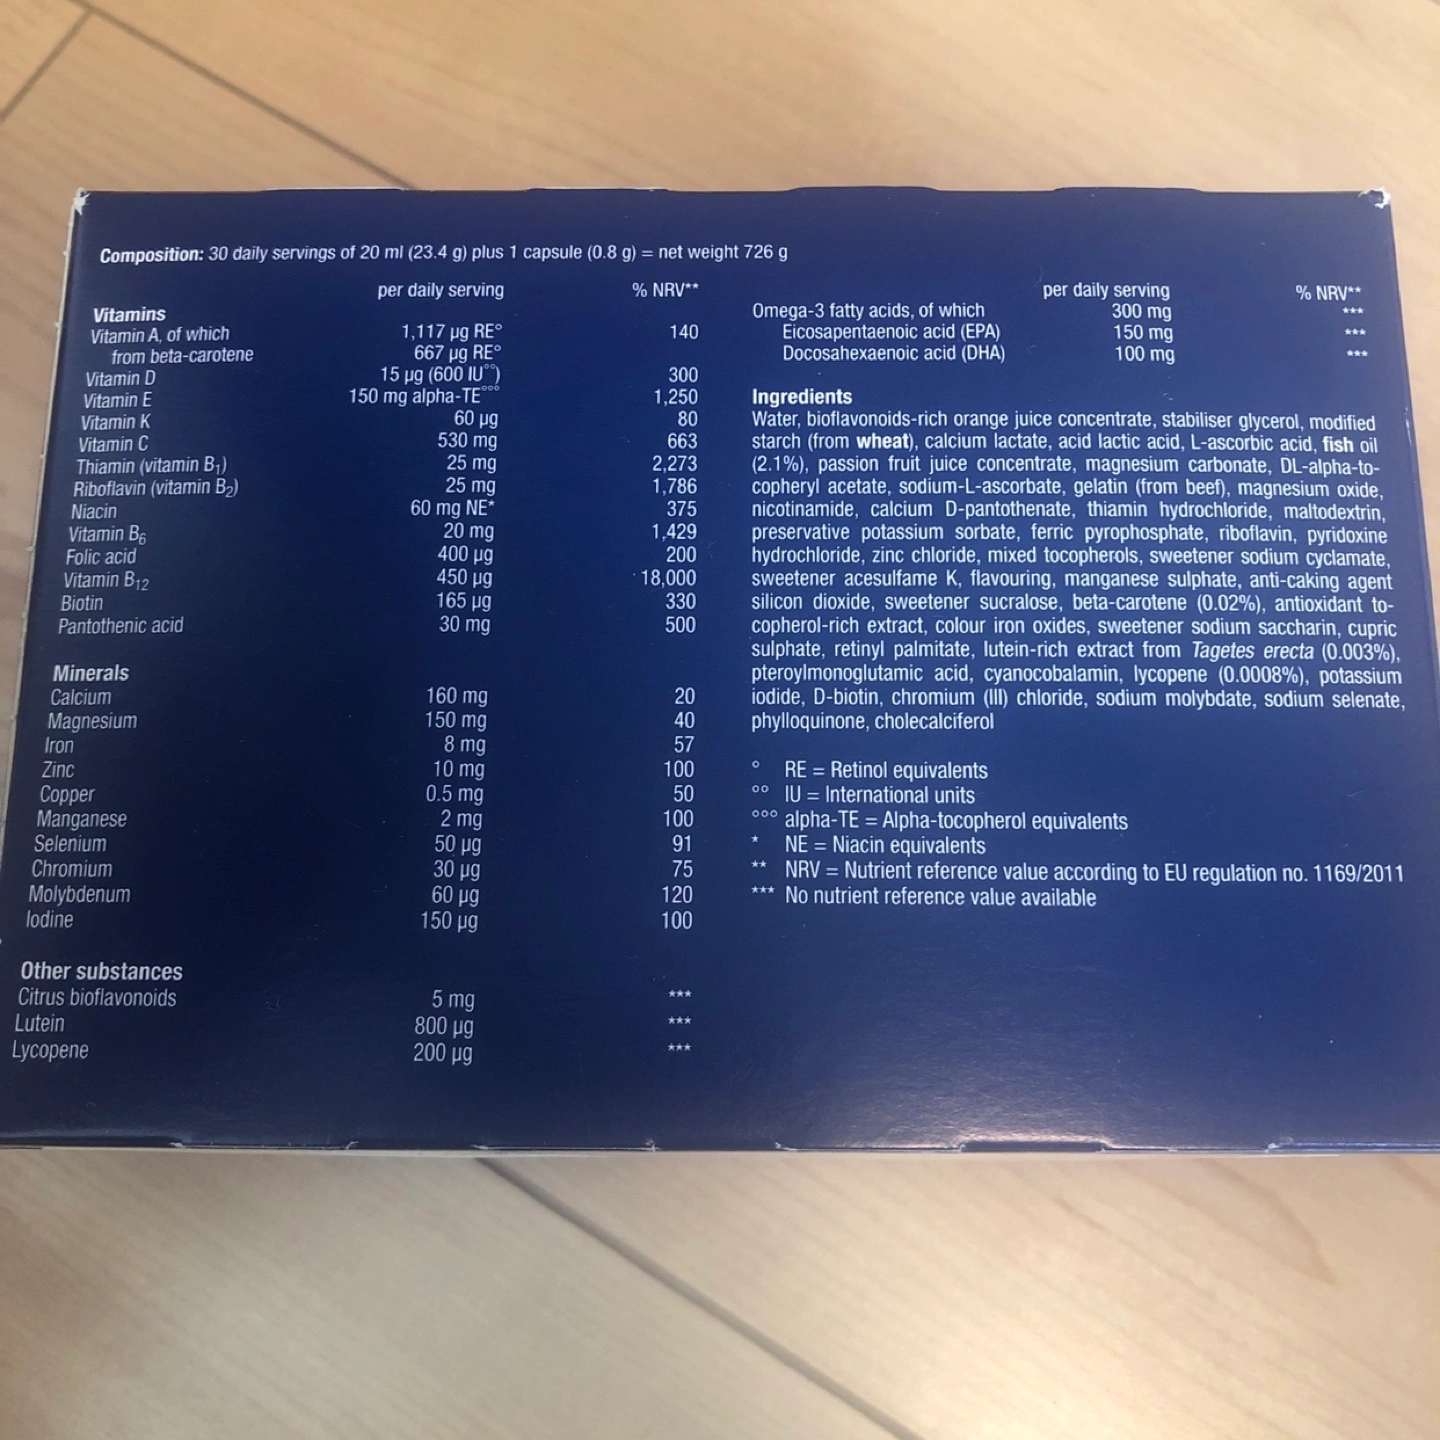 Composition: 30 daily servings of 20 ml (23.4 g) plus 1 capsule (0.8 g) = net weight 726 g
per daily serving % NRV**
Vitamins
Vitamin A, of which 1,117 µg RE° 140
from beta-carotene 667 µg RE°
Vitamin D 15 µg (600 IU°°) 300
Vitamin E 150 mg alpha-TE°°° 1,250
Vitamin K 60 µg 80
Vitamin C 530 mg 663
Thiamin (vitamin B₁) 25 mg 2,273
Riboflavin (vitamin B₂) 25 mg 1,786
Niacin 60 mg NE* 375
Vitamin B₆ 20 mg 1,429
Folic acid 400 µg 200
Vitamin B₁₂ 450 µg 18,000
Biotin 165 µg 330
Pantothenic acid 30 mg 500
Minerals
Calcium 160 mg 20
Magnesium 150 mg 40
Iron 8 mg 57
Zinc 10 mg 100
Copper 0.5 mg 50
Manganese 2 mg 100
Selenium 50 µg 91
Chromium 30 µg 75
Molybdenum 60 µg 120
Iodine 150 µg 100
Other substances
Citrus bioflavonoids 5 mg ***
Lutein 800 µg ***
Lycopene 200 µg ***
per daily serving % NRV**
Omega-3 fatty acids, of which 300 mg ***
Eicosapentaenoic acid (EPA) 150 mg ***
Docosahexaenoic acid (DHA) 100 mg ***
Ingredients
Water, bioflavonoids-rich orange juice concentrate, stabiliser glycerol, modified
starch (from wheat), calcium lactate, acid lactic acid, L-ascorbic acid, fish oil
(2.1%), passion fruit juice concentrate, magnesium carbonate, DL-alpha-to-
copheryl acetate, sodium-L-ascorbate, gelatin (from beef), magnesium oxide,
nicotinamide, calcium D-pantothenate, thiamin hydrochloride, maltodextrin,
preservative potassium sorbate, ferric pyrophosphate, riboflavin, pyridoxine
hydrochloride, zinc chloride, mixed tocopherols, sweetener sodium cyclamate,
sweetener acesulfame K, flavouring, manganese sulphate, anti-caking agent
silicon dioxide, sweetener sucralose, beta-carotene (0.02%), antioxidant to-
copherol-rich extract, colour iron oxides, sweetener sodium saccharin, cupric
sulphate, retinyl palmitate, lutein-rich extract from Tagetes erecta (0.003%),
pteroylmonoglutamic acid, cyanocobalamin, lycopene (0.0008%), potassium
iodide, D-biotin, chromium (III) chloride, sodium molybdate, sodium selenate,
phylloquinone, cholecalciferol
° RE = Retinol equivalents
°° IU = International units
°°° alpha-TE = Alpha-tocopherol equivalents
* NE = Niacin equivalents
** NRV = Nutrient reference value according to EU regulation no. 1169/2011
*** No nutrient reference value available